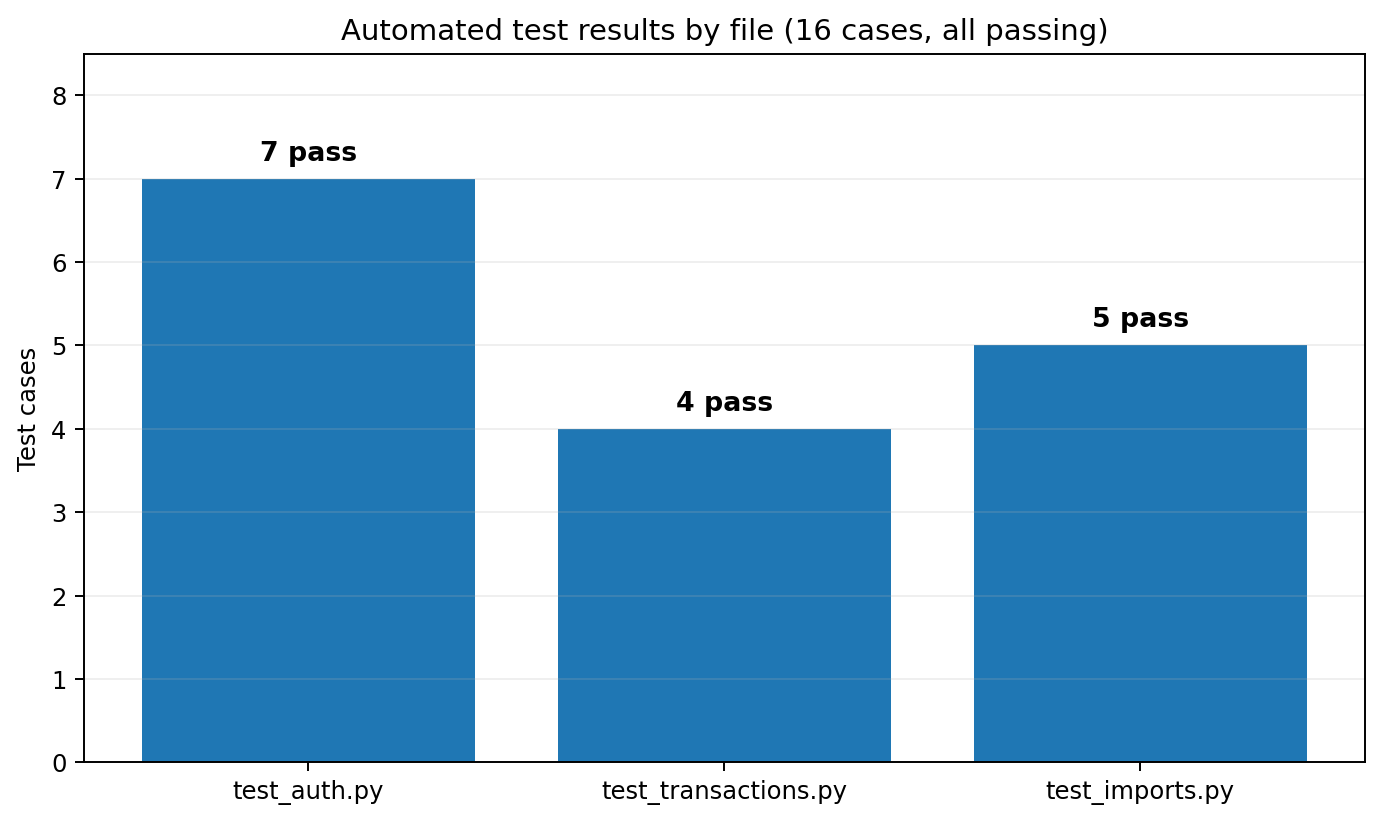 Automated test results by file (16 cases, all passing)
8
7
6
5
4
3
2
1
0
Test cases
7 pass
4 pass
5 pass
test_auth.py
test_transactions.py
test_imports.py